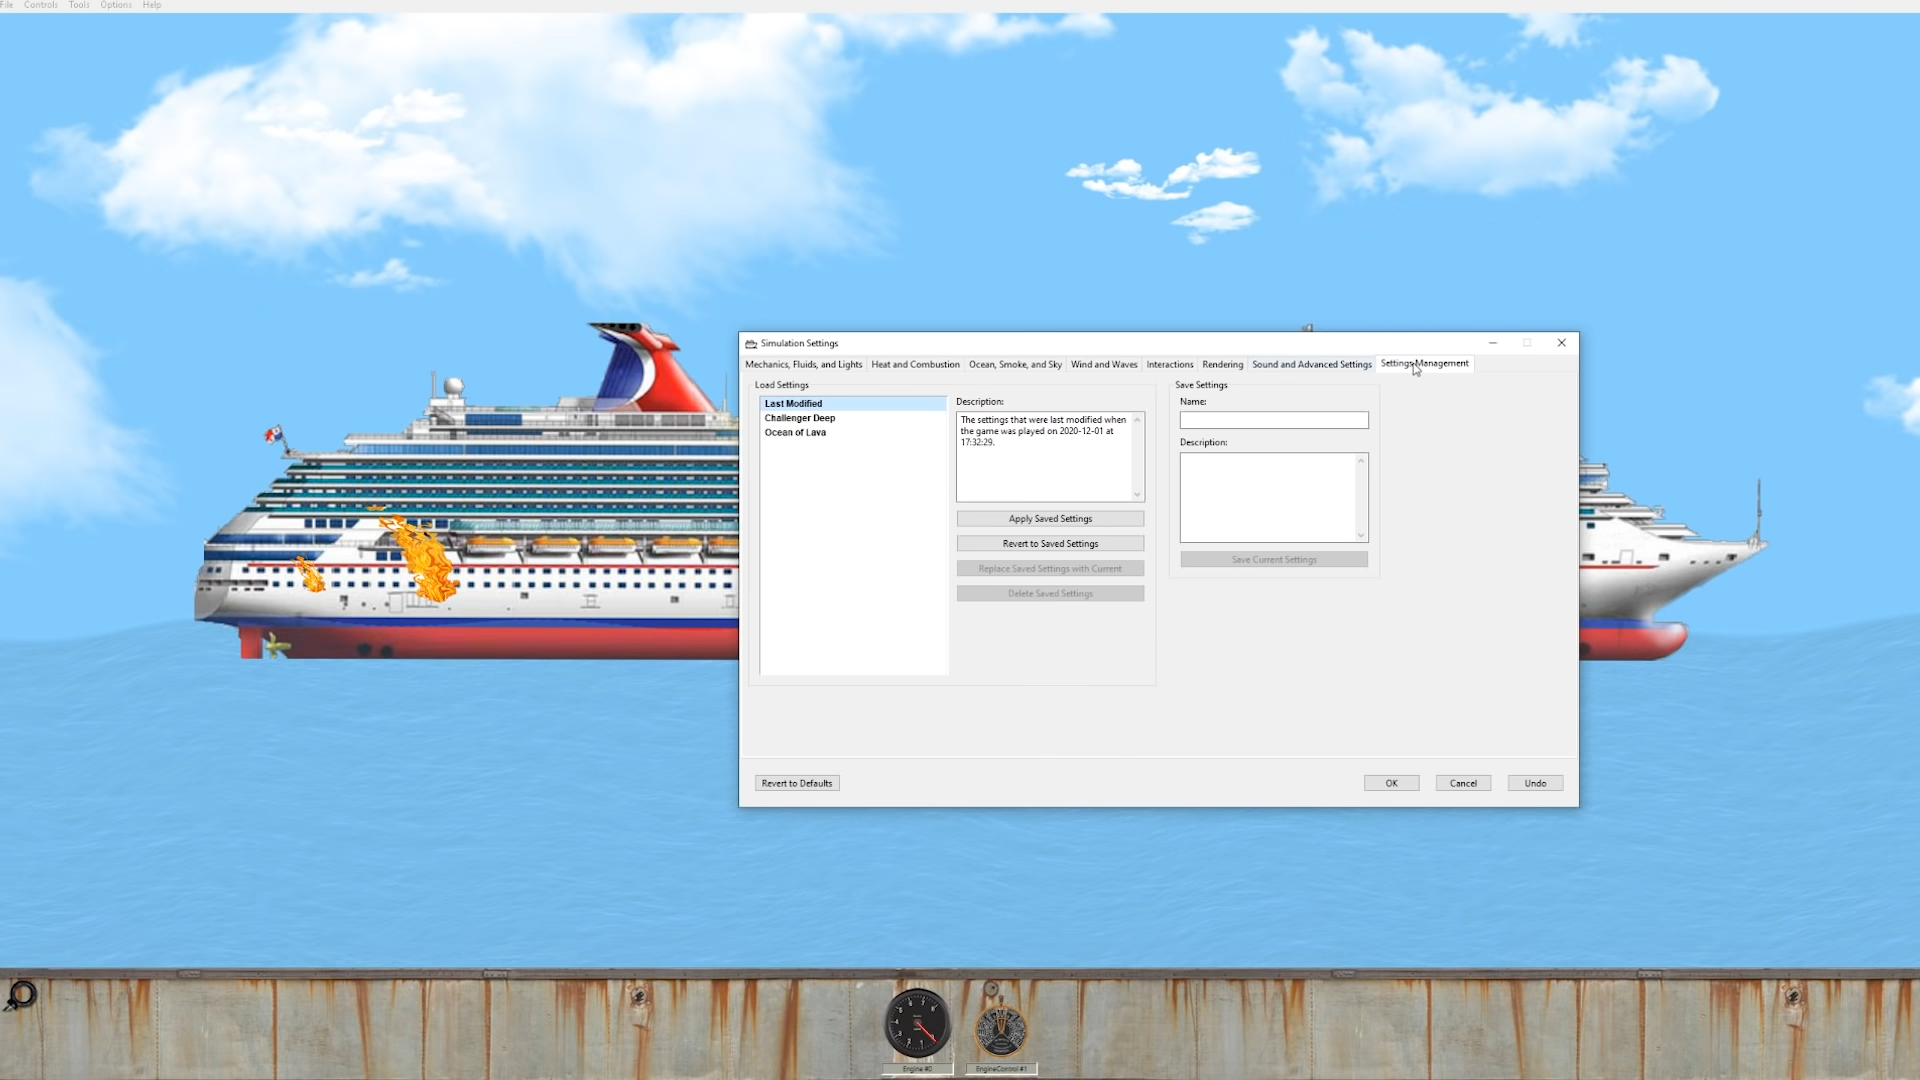 File Controls Tools Options Help
Simulation Settings
Mechanics, Fluids, and Lights Heat and Combustion Ocean, Smoke, and Sky Wind and Waves Interactions Rendering Sound and Advanced Settings Settings Management
Load Settings
Last Modified
Challenger Deep
Ocean of Lava
Description:
The settings that were last modified when
the game was played on 2020-12-01 at
17:32:29.
Apply Saved Settings
Revert to Saved Settings
Replace Saved Settings with Current
Delete Saved Settings
Save Settings
Name:
Description:
Save Current Settings
Revert to Defaults OK Cancel Undo
Engine #0 EngineControl #1